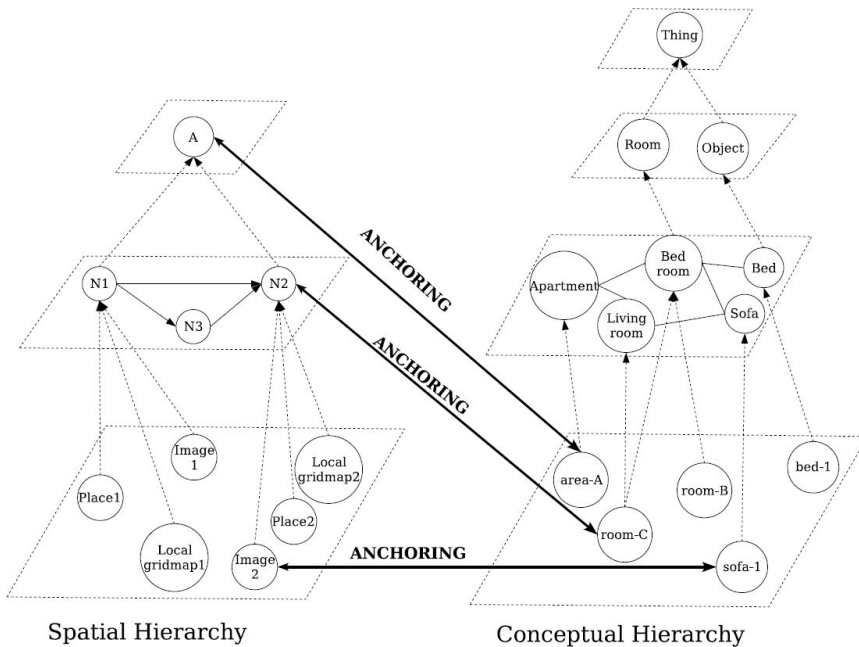 Thing
Room
Object
A
ANCHORING
N1
N2
N3
Apartment
Bed
room
Bed
Living
room
Sofa
ANCHORING
Image
1
Local
gridmap2
Place1
Place2
Local
gridmap1
Image
2
area-A
room-B
bed-1
room-C
ANCHORING
sofa-1
Spatial Hierarchy
Conceptual Hierarchy